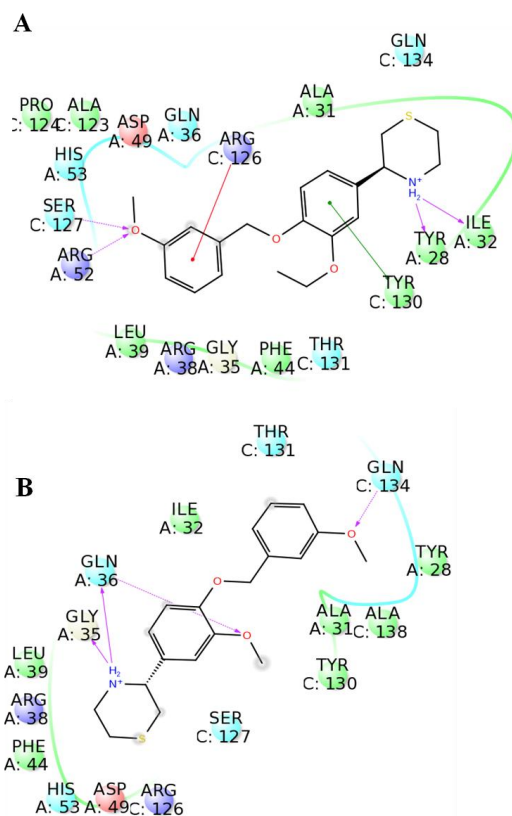 A
GLN
C: 134
PRO
C: 124
ALA
C: 123
ASP
A: 49
GLN
A: 36
ARG
C: 126
ALA
A: 31
S
HIS
A: 53
SER
C: 127
ARG
A: 52
O
O
O
N+
H2
TYR
A: 28
ILE
A: 32
TYR
C: 130
LEU
A: 39
ARG
A: 38
GLY
A: 35
PHE
A: 44
THR
C: 131
B
THR
C: 131
GLN
C: 134
ILE
A: 32
O
TYR
A: 28
GLN
A: 36
O
GLY
A: 35
O
ALA
A: 31
ALA
C: 138
LEU
A: 39
H2
N+
TYR
C: 130
ARG
A: 38
S
SER
C: 127
PHE
A: 44
HIS
A: 53
ASP
A: 49
ARG
C: 126